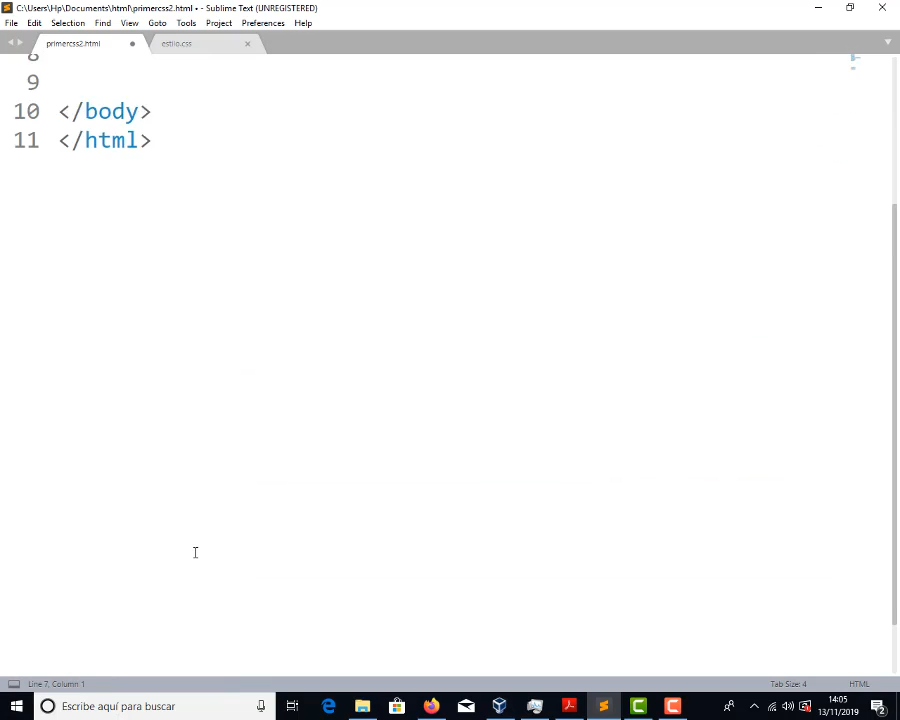 C:\Users\Hp\Documents\html\primercss2.html • - Sublime Text (UNREGISTERED)
File Edit Selection Find View Goto Tools Project Preferences Help
primercss2.html estilo.css
8
9
10 </body>
11 </html>
Line 7, Column 1 Tab Size: 4 HTML
Escribe aquí para buscar
14:05
13/11/2019
2